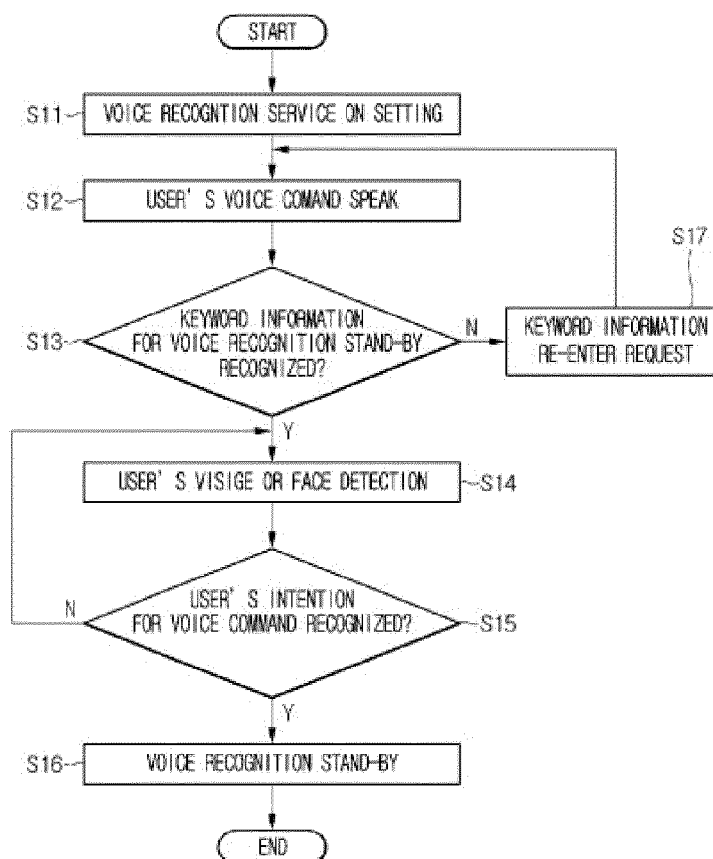 START
S11
VOICE RECOGNTION SERVICE ON SETTING
S12
USER'S VOICE COMAND SPEAK
S17
S13
KEYWORD INFORMATION
FOR VOICE RECOGNITION STAND-BY
RECOGNIZED?
N
KEYWORD INFORMATION
RE-ENTER REQUEST
Y
USER'S VISIGE OR FACE DETECTION
S14
N
USER'S INTENTION
FOR VOICE COMMAND RECOGNIZED?
S15
Y
S16
VOICE RECOGNITION STAND-BY
END